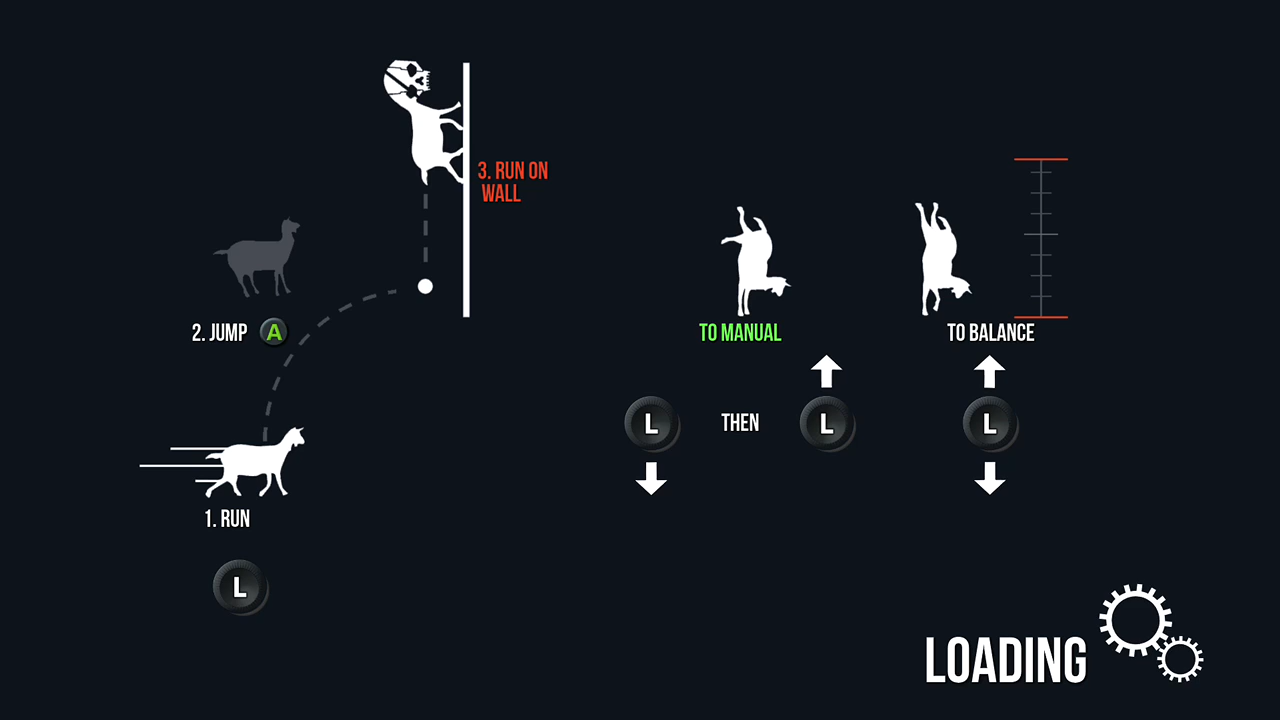 3. RUN ON
WALL
2. JUMP A
1. RUN
L
TO MANUAL
L THEN L
TO BALANCE
L
LOADING